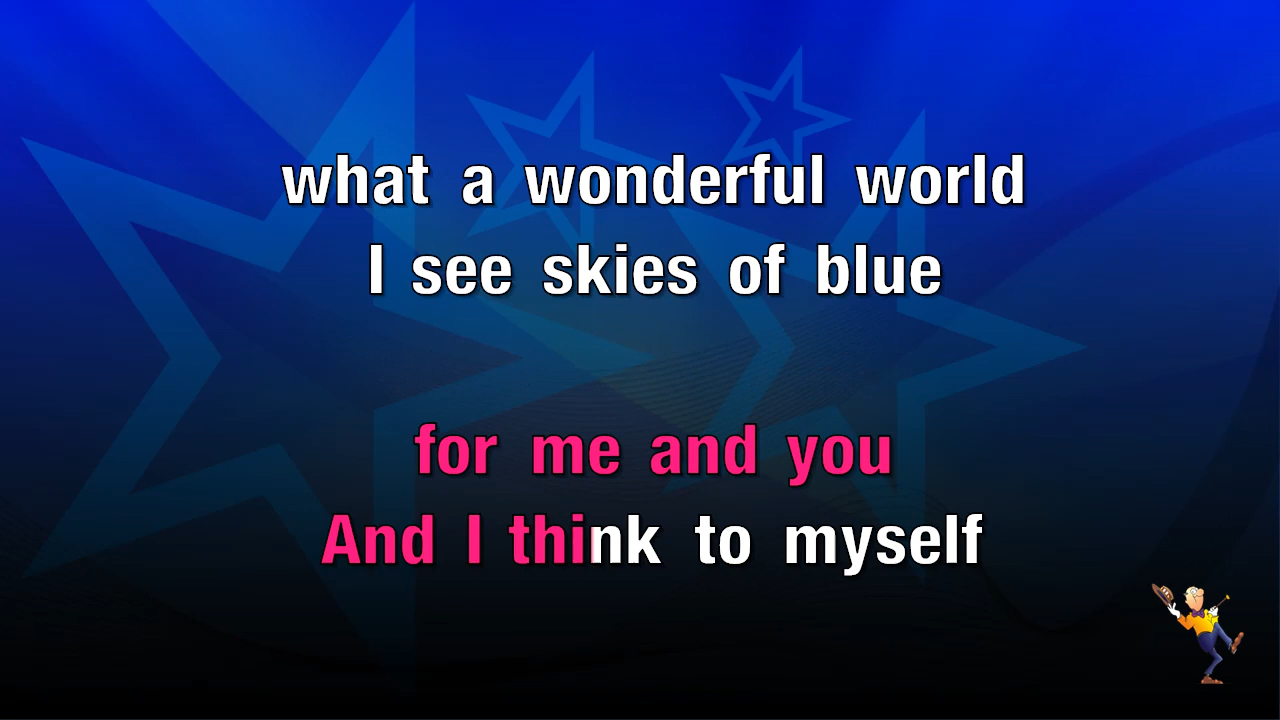 what a wonderful world
I see skies of blue
for me and you
And I think to myself